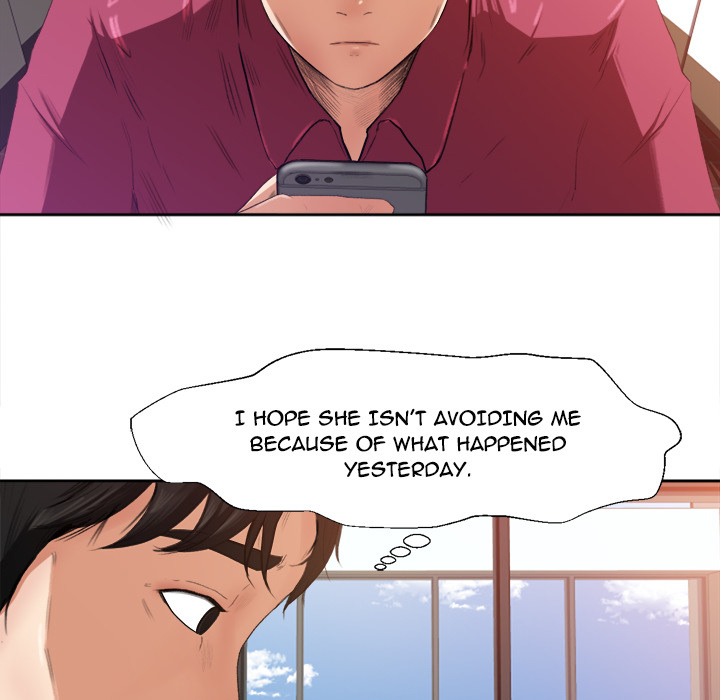 I HOPE SHE ISN'T AVOIDING ME
BECAUSE OF WHAT HAPPENED
YESTERDAY.